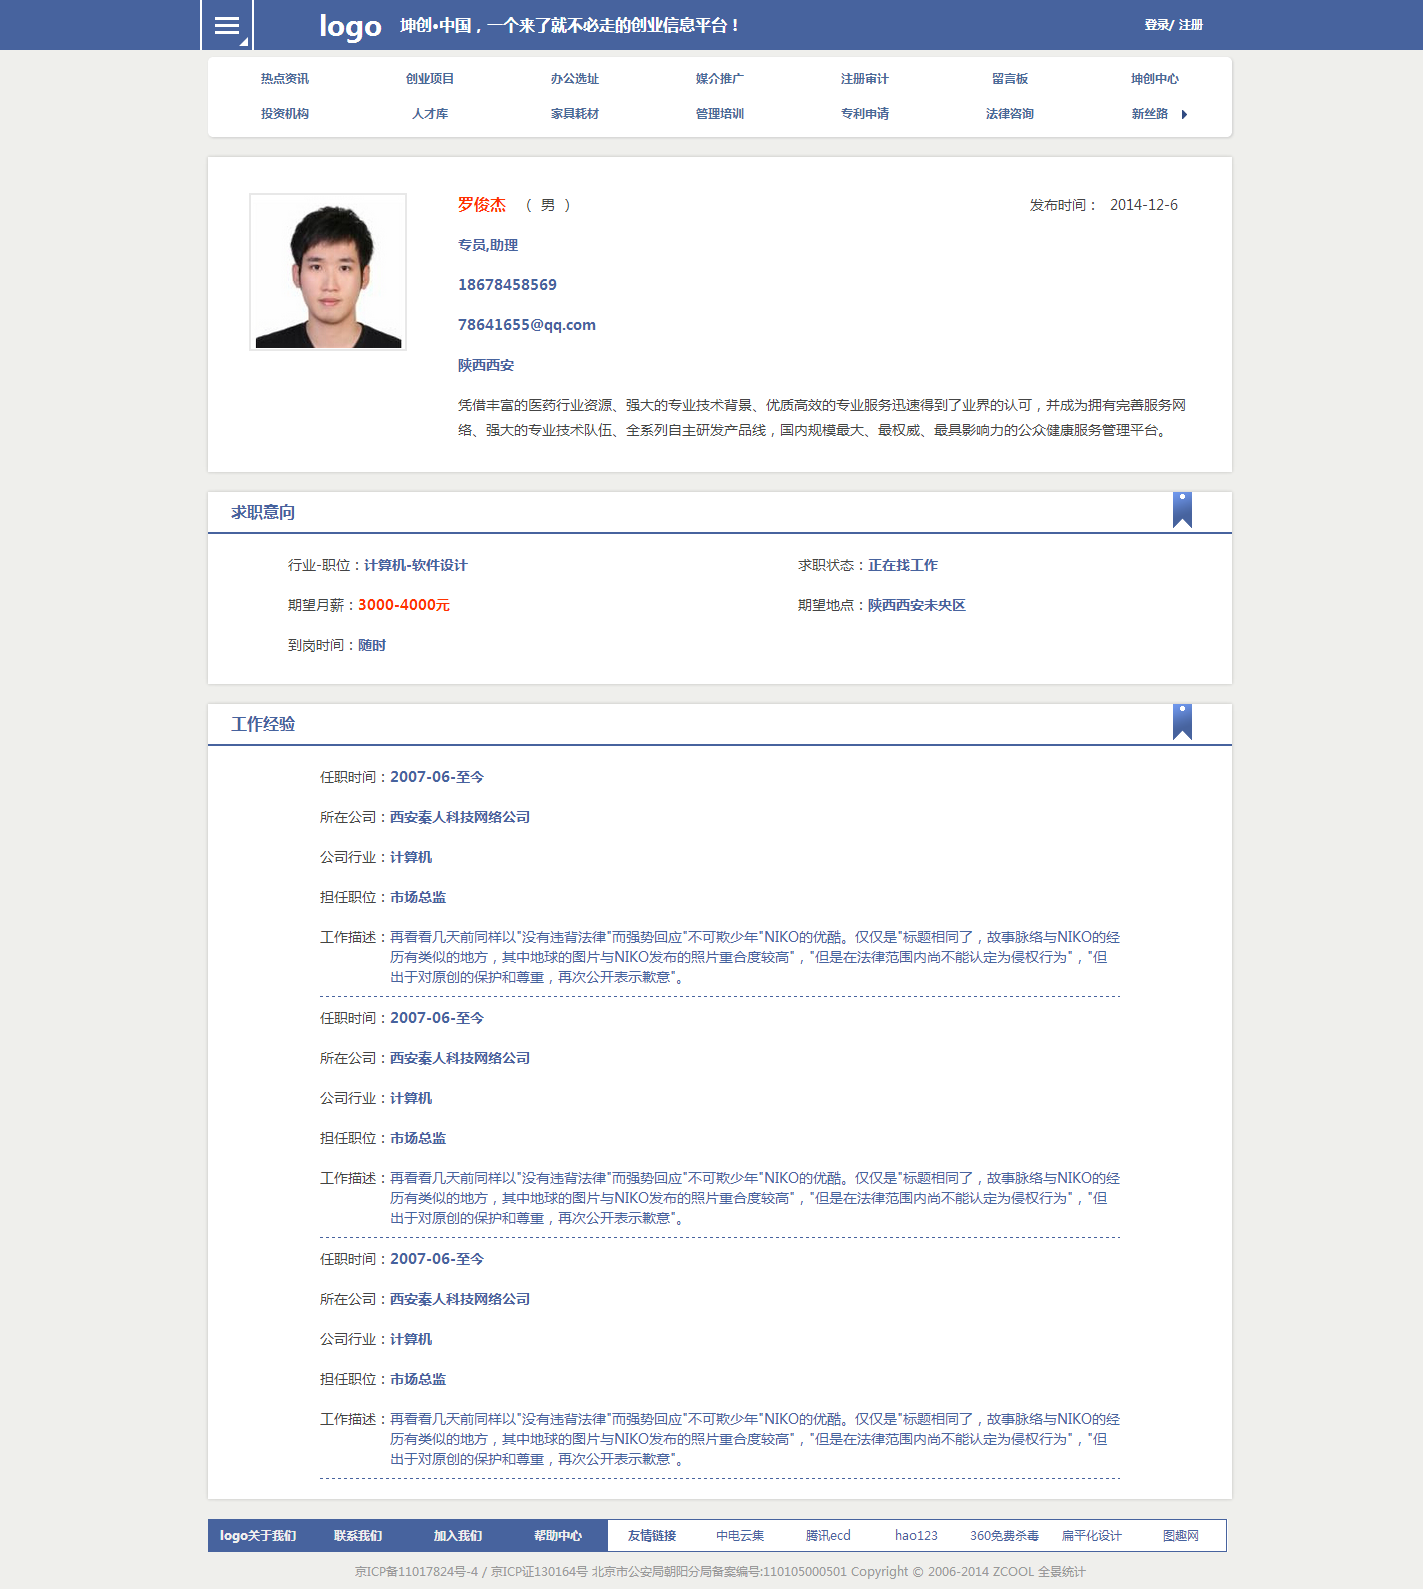 logo 坤创•中国，一个来了就不必走的创业信息平台！ 登录/ 注册
热点资讯 创业项目 办公选址 媒介推广 注册审计 留言板 坤创中心
投资机构 人才库 家具耗材 管理培训 专利申请 法律咨询 新丝路
罗俊杰 （ 男 ） 发布时间： 2014-12-6
专员,助理
18678458569
78641655@qq.com
陕西西安
凭借丰富的医药行业资源、强大的专业技术背景、优质高效的专业服务迅速得到了业界的认可，并成为拥有完善服务网
络、强大的专业技术队伍、全系列自主研发产品线，国内规模最大、最权威、最具影响力的公众健康服务管理平台。
求职意向
行业-职位：计算机-软件设计 求职状态：正在找工作
期望月薪：3000-4000元 期望地点：陕西西安未央区
到岗时间：随时
工作经验
任职时间：2007-06-至今
所在公司：西安秦人科技网络公司
公司行业：计算机
担任职位：市场总监
工作描述：再看看几天前同样以"没有违背法律"而强势回应"不可欺少年"NIKO的优酷。仅仅是"标题相同了，故事脉络与NIKO的经
历有类似的地方，其中地球的图片与NIKO发布的照片重合度较高"，"但是在法律范围内尚不能认定为侵权行为"，"但
出于对原创的保护和尊重，再次公开表示歉意"。
任职时间：2007-06-至今
所在公司：西安秦人科技网络公司
公司行业：计算机
担任职位：市场总监
工作描述：再看看几天前同样以"没有违背法律"而强势回应"不可欺少年"NIKO的优酷。仅仅是"标题相同了，故事脉络与NIKO的经
历有类似的地方，其中地球的图片与NIKO发布的照片重合度较高"，"但是在法律范围内尚不能认定为侵权行为"，"但
出于对原创的保护和尊重，再次公开表示歉意"。
任职时间：2007-06-至今
所在公司：西安秦人科技网络公司
公司行业：计算机
担任职位：市场总监
工作描述：再看看几天前同样以"没有违背法律"而强势回应"不可欺少年"NIKO的优酷。仅仅是"标题相同了，故事脉络与NIKO的经
历有类似的地方，其中地球的图片与NIKO发布的照片重合度较高"，"但是在法律范围内尚不能认定为侵权行为"，"但
出于对原创的保护和尊重，再次公开表示歉意"。
logo关于我们 联系我们 加入我们 帮助中心 友情链接 中电云集 腾讯ecd hao123 360免费杀毒 扁平化设计 图趣网
京ICP备11017824号-4 / 京ICP证130164号 北京市公安局朝阳分局备案编号:110105000501 Copyright © 2006-2014 ZCOOL 全景统计